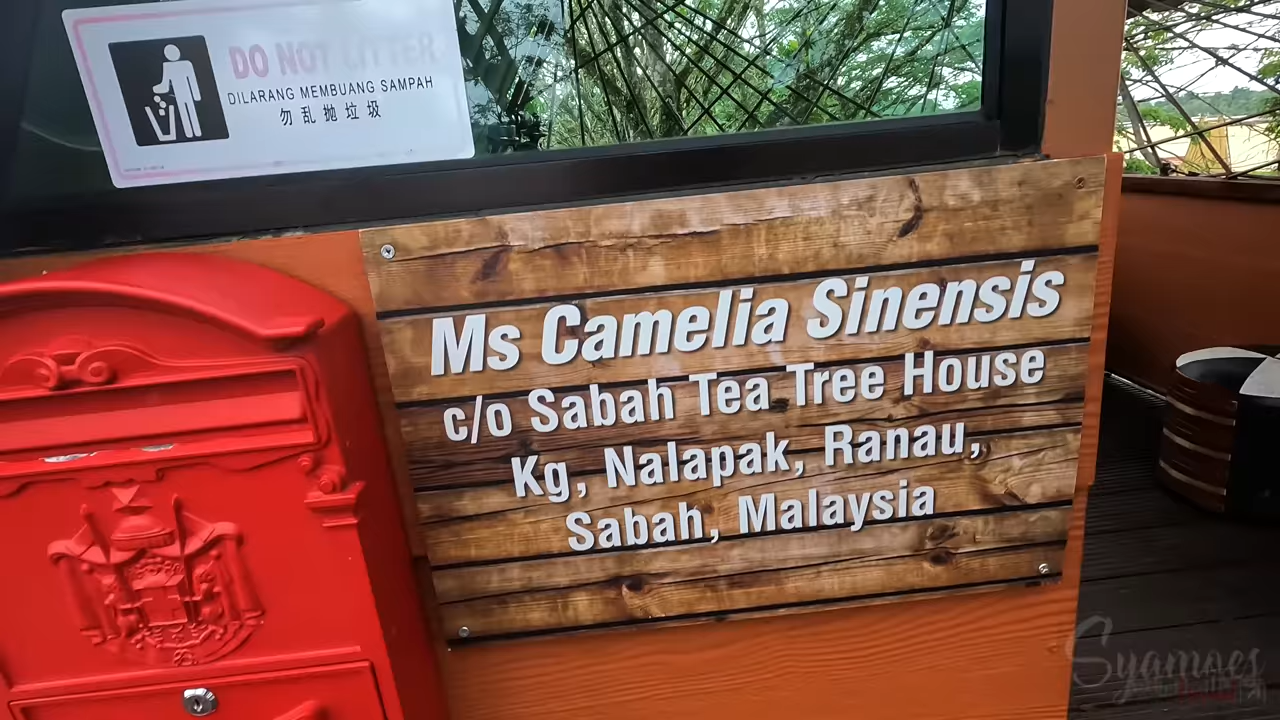 DO NOT LITTER
DILARANG MEMBUANG SAMPAH
勿乱抛垃圾
Ms Camelia Sinensis
c/o Sabah Tea Tree House
Kg, Nalapak, Ranau,
Sabah, Malaysia
Syamoes